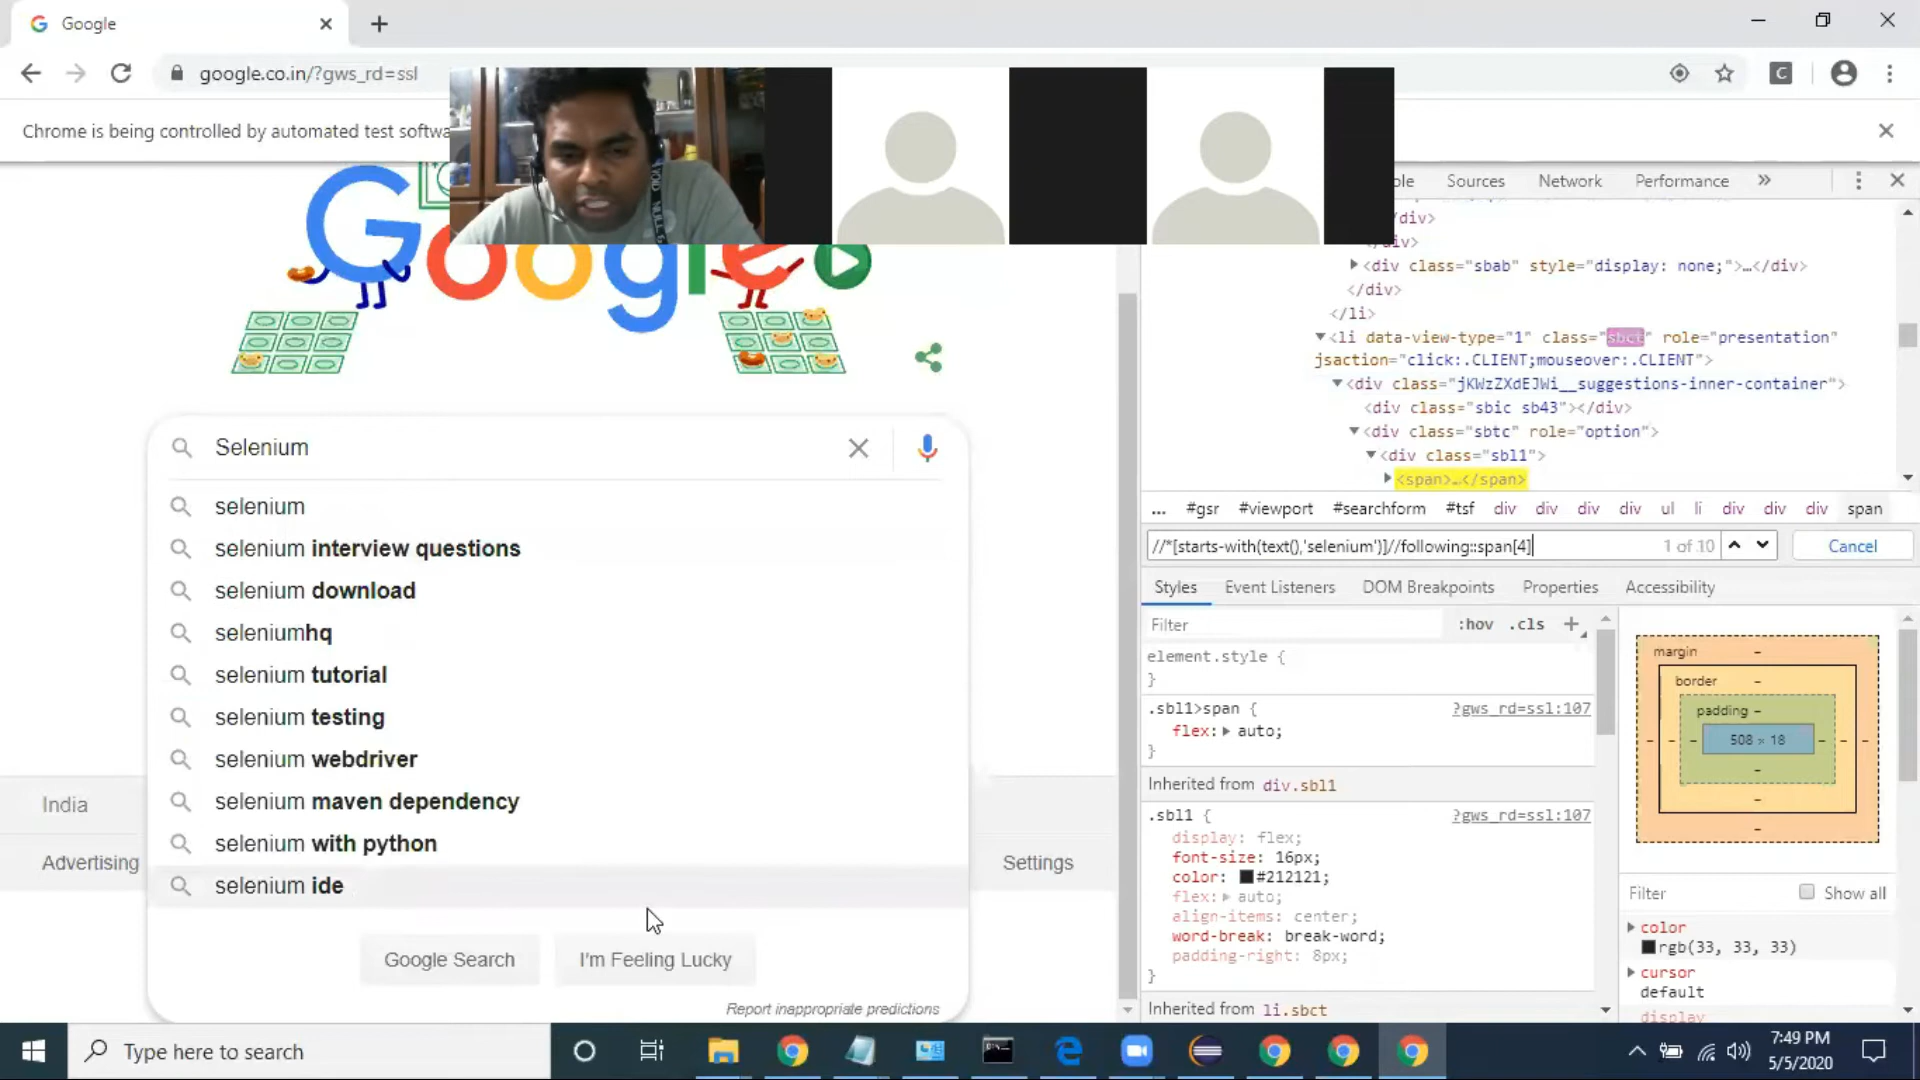 Google
google.co.in/?gws_rd=ssl
C
Chrome is being controlled by automated test softwa
Google
Sources
Network
Performance
</div>
<div class="sbab" style="display: none;">…</div>
</div>
</li>
<li data-view-type="1" class="sbct" role="presentation"
jsaction="click:.CLIENT;mouseover:.CLIENT">
<div class="jKWzZXdEJWi__suggestions-inner-container">
<div class="sbic sb43"></div>
<div class="sbtc" role="option">
<div class="sbl1">
<span>…</span>
... #gsr #viewport #searchform #tsf div div div div ul li div div div span
//*[starts-with(text(),'selenium')]//following::span[4]
1 of 10
Cancel
Styles Event Listeners DOM Breakpoints Properties Accessibility
Filter
:hov .cls +
element.style {
}
.sbl1>span {
?gws_rd=ssl:107
flex: auto;
}
Inherited from div.sbl1
.sbl1 {
?gws_rd=ssl:107
display: flex;
font-size: 16px;
color: #212121;
flex: auto;
align-items: center;
word-break: break-word;
padding-right: 8px;
}
Inherited from li.sbct
margin -
border -
padding -
508 × 18
Filter
Show all
color
rgb(33, 33, 33)
cursor
default
display
Selenium
selenium
selenium interview questions
selenium download
seleniumhq
selenium tutorial
selenium testing
selenium webdriver
selenium maven dependency
selenium with python
selenium ide
Google Search
I'm Feeling Lucky
Report inappropriate predictions
India
Advertising
Settings
Type here to search
7:49 PM
5/5/2020